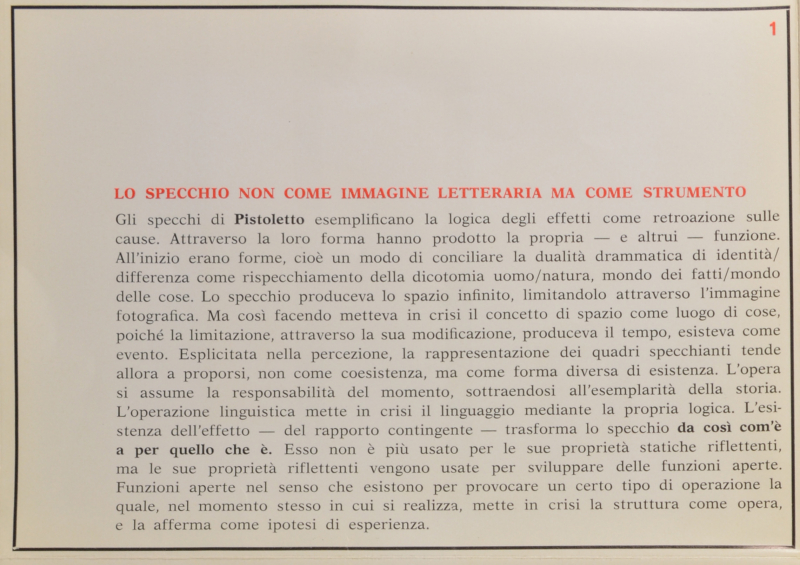 1
LO SPECCHIO NON COME IMMAGINE LETTERARIA MA COME STRUMENTO
Gli specchi di Pistoletto esemplificano la logica degli effetti come retroazione sulle
cause. Attraverso la loro forma hanno prodotto la propria — e altrui — funzione.
All'inizio erano forme, cioè un modo di conciliare la dualità drammatica di identità/
differenza come rispecchiamento della dicotomia uomo/natura, mondo dei fatti/mondo
delle cose. Lo specchio produceva lo spazio infinito, limitandolo attraverso l'immagine
fotografica. Ma così facendo metteva in crisi il concetto di spazio come luogo di cose,
poiché la limitazione, attraverso la sua modificazione, produceva il tempo, esisteva come
evento. Esplicitata nella percezione, la rappresentazione dei quadri specchianti tende
allora a proporsi, non come coesistenza, ma come forma diversa di esistenza. L'opera
si assume la responsabilità del momento, sottraendosi all'esemplarità della storia.
L'operazione linguistica mette in crisi il linguaggio mediante la propria logica. L'esi-
stenza dell'effetto — del rapporto contingente — trasforma lo specchio da così com'è
a per quello che è. Esso non è più usato per le sue proprietà statiche riflettenti,
ma le sue proprietà riflettenti vengono usate per sviluppare delle funzioni aperte.
Funzioni aperte nel senso che esistono per provocare un certo tipo di operazione la
quale, nel momento stesso in cui si realizza, mette in crisi la struttura come opera,
e la afferma come ipotesi di esperienza.